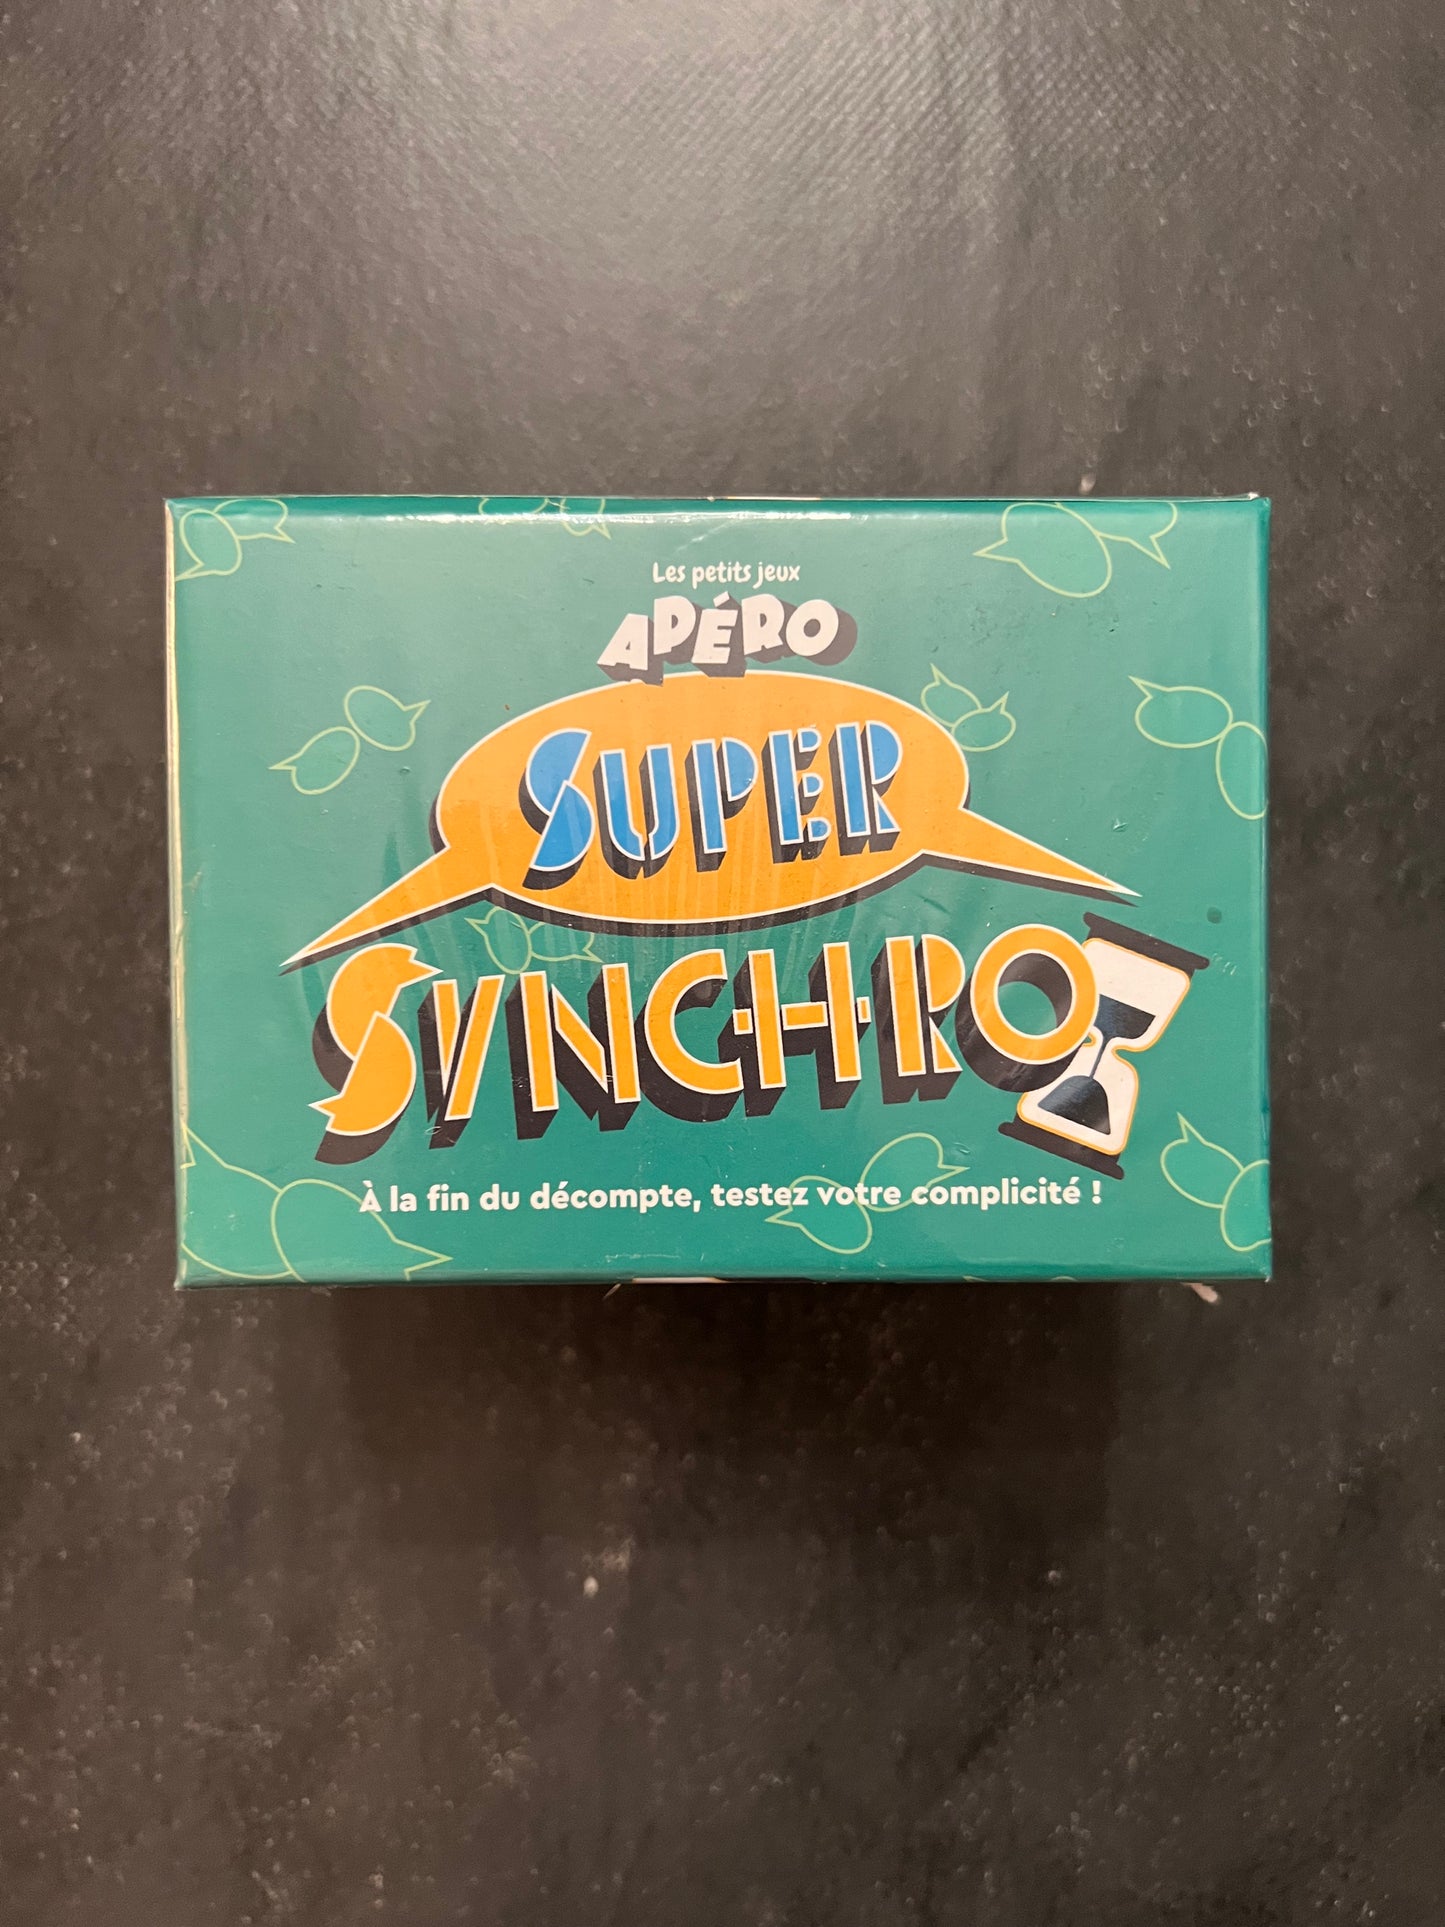 Les petits jeux
APÉRO
SUPER
SYNCHRO
À la fin du décompte, testez votre complicité !